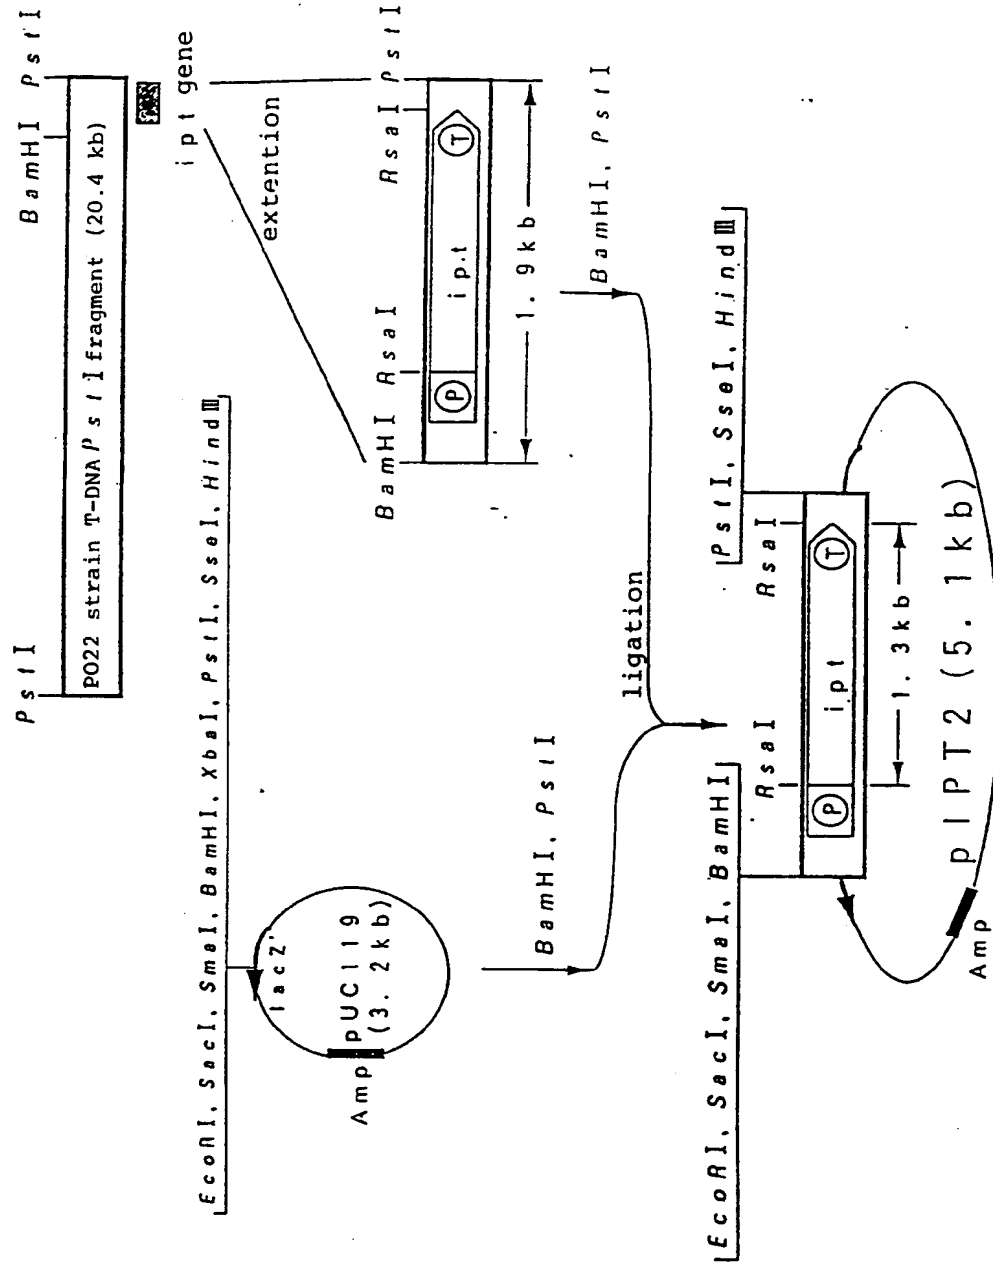 PstI
BamHI PstI
PO22 strain T-DNA PstI fragment (20.4 kb)
ipt gene
extention
EcoRI, SacI, SmaI, BamHI, XbaI, PstI, SseI, HindⅢ
lacZ'
pUC119
(3. 2kb)
Amp
BamHI RsaI RsaI PstI
P ipt T
1. 9kb
BamHI, PstI
BamHI, PstI
ligation
EcoRI, SacI, SmaI, BamHI
PstI, SseI, HindⅢ
RsaI RsaI
P ipt T
1. 3kb
pIPT2 (5. 1kb)
Amp